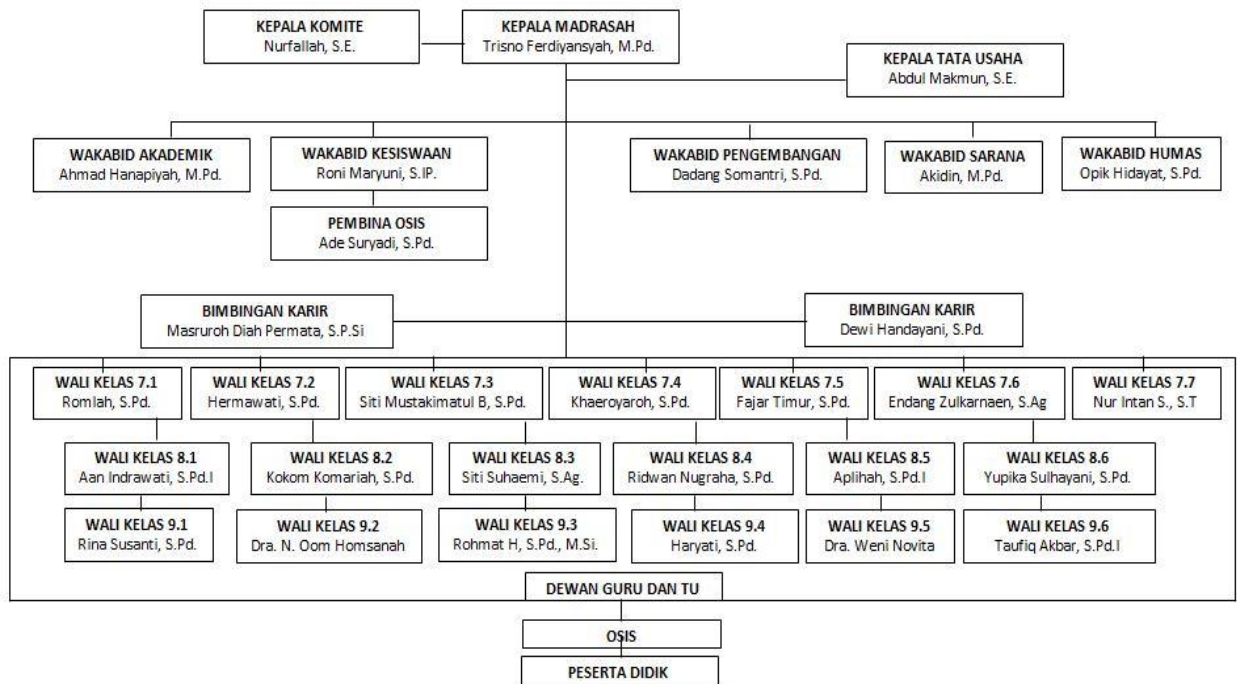 KEPALA KOMITE
Nurfallah, S.E.
KEPALA MADRASAH
Trisno Ferdiyansyah, M.Pd.
KEPALA TATA USAHA
Abdul Makmun, S.E.
WAKABID AKADEMIK
Ahmad Hanapiyah, M.Pd.
WAKABID KESISWAAN
Roni Maryuni, S.IP.
WAKABID PENGEMBANGAN
Dadang Somantri, S.Pd.
WAKABID SARANA
Akidin, M.Pd.
WAKABID HUMAS
Opik Hidayat, S.Pd.
PEMBINA OSIS
Ade Suryadi, S.Pd.
BIMBINGAN KARIR
Masruroh Diah Permata, S.P.Si
BIMBINGAN KARIR
Dewi Handayani, S.Pd.
WALI KELAS 7.1
Romlah, S.Pd.
WALI KELAS 7.2
Hermawati, S.Pd.
WALI KELAS 7.3
Siti Mustakimatul B, S.Pd.
WALI KELAS 7.4
Khaeroyaroh, S.Pd.
WALI KELAS 7.5
Fajar Timur, S.Pd.
WALI KELAS 7.6
Endang Zulkarnaen, S.Ag
WALI KELAS 7.7
Nur Intan S., S.T
WALI KELAS 8.1
Aan Indrawati, S.Pd.I
WALI KELAS 8.2
Kokom Komariah, S.Pd.
WALI KELAS 8.3
Siti Suhaemi, S.Ag.
WALI KELAS 8.4
Ridwan Nugraha, S.Pd.
WALI KELAS 8.5
Aplihah, S.Pd.I
WALI KELAS 8.6
Yupika Sulhayani, S.Pd.
WALI KELAS 9.1
Rina Susanti, S.Pd.
WALI KELAS 9.2
Dra. N. Oom Homsanah
WALI KELAS 9.3
Rohmat H, S.Pd., M.Si.
WALI KELAS 9.4
Haryati, S.Pd.
WALI KELAS 9.5
Dra. Weni Novita
WALI KELAS 9.6
Taufiq Akbar, S.Pd.I
DEWAN GURU DAN TU
OSIS
PESERTA DIDIK